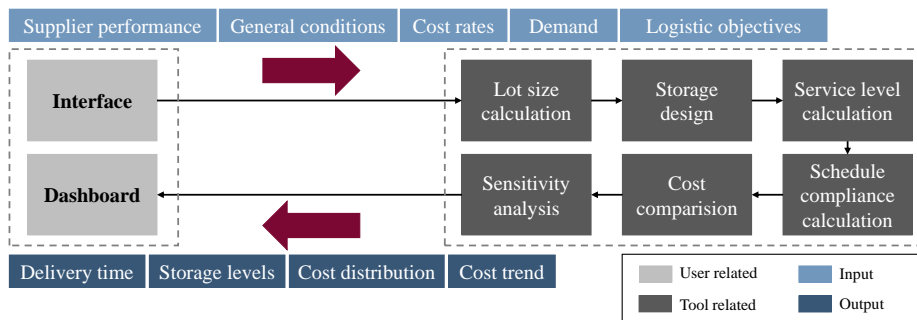 Supplier performance
General conditions
Cost rates
Demand
Logistic objectives
Interface
Lot size
calculation
Storage
design
Service level
calculation
Dashboard
Sensitivity
analysis
Cost
comparision
Schedule
compliance
calculation
Delivery time
Storage levels
Cost distribution
Cost trend
User related
Input
Tool related
Output